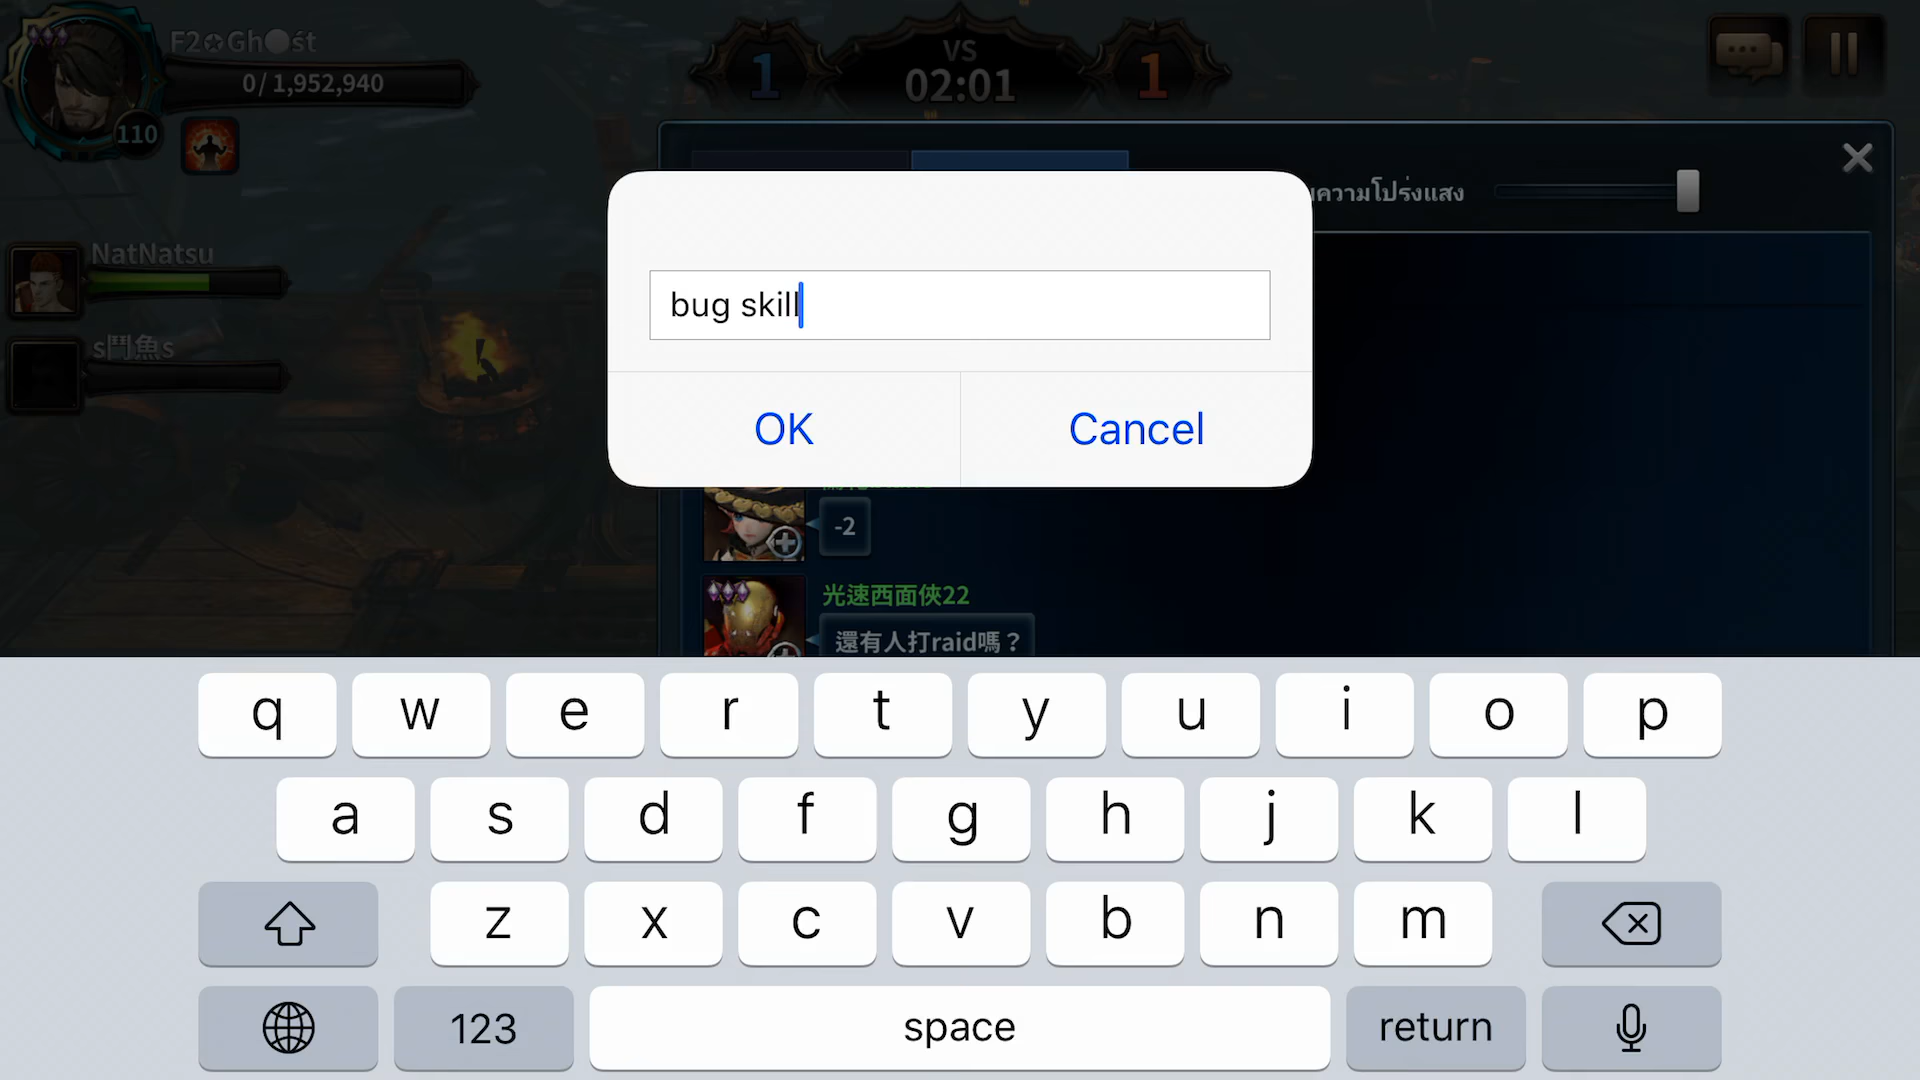 F2✪Gh●śt
0/ 1,952,940
110
1
VS
02:01
1
NatNatsu
s鬥魚s
ความโปร่งแสง
bug skill
OK
Cancel
-2
光速西面俠22
還有人打raid嗎？
q w e r t y u i o p
a s d f g h j k l
z x c v b n m
123
space
return